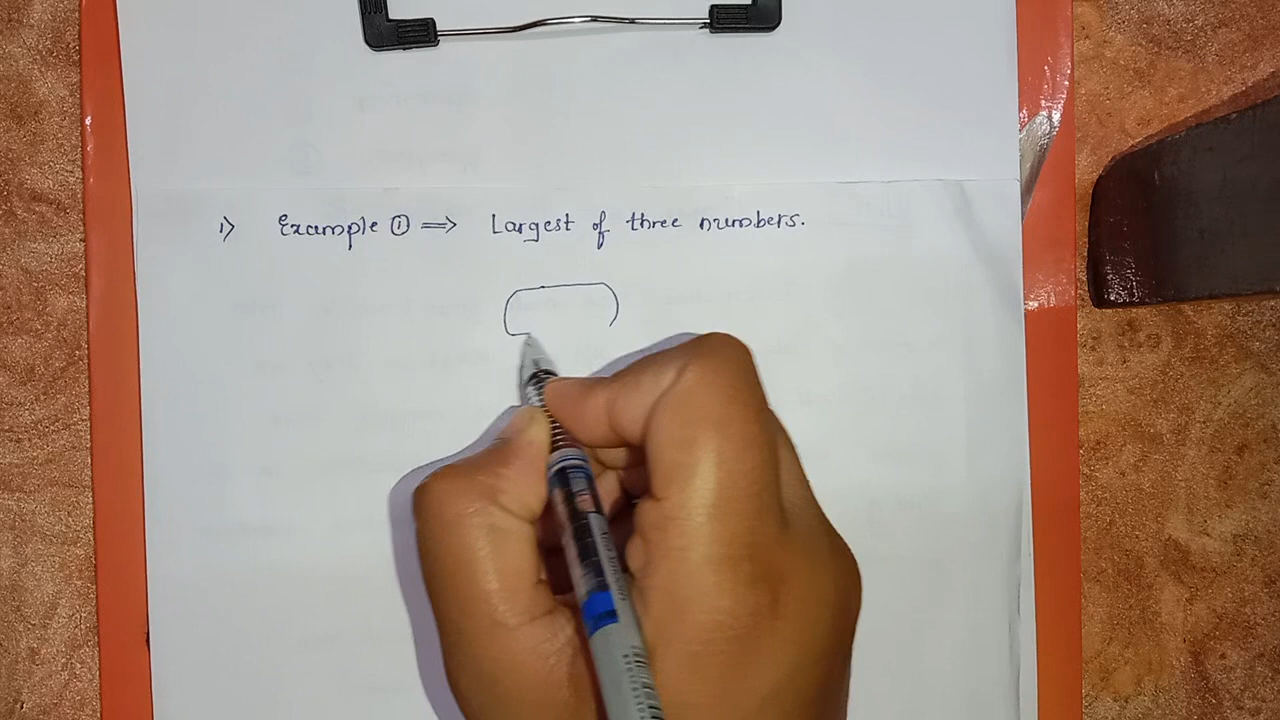 1) Example ① ⟹ Largest of three numbers.